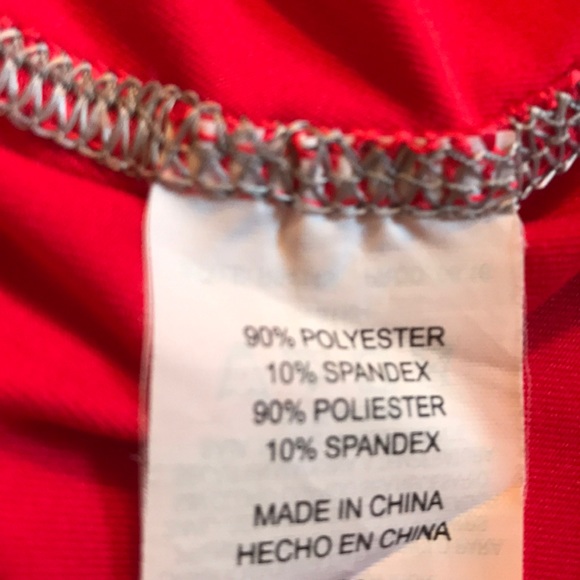 90% POLYESTER
10% SPANDEX
90% POLIESTER
10% SPANDEX
MADE IN CHINA
HECHO EN CHINA